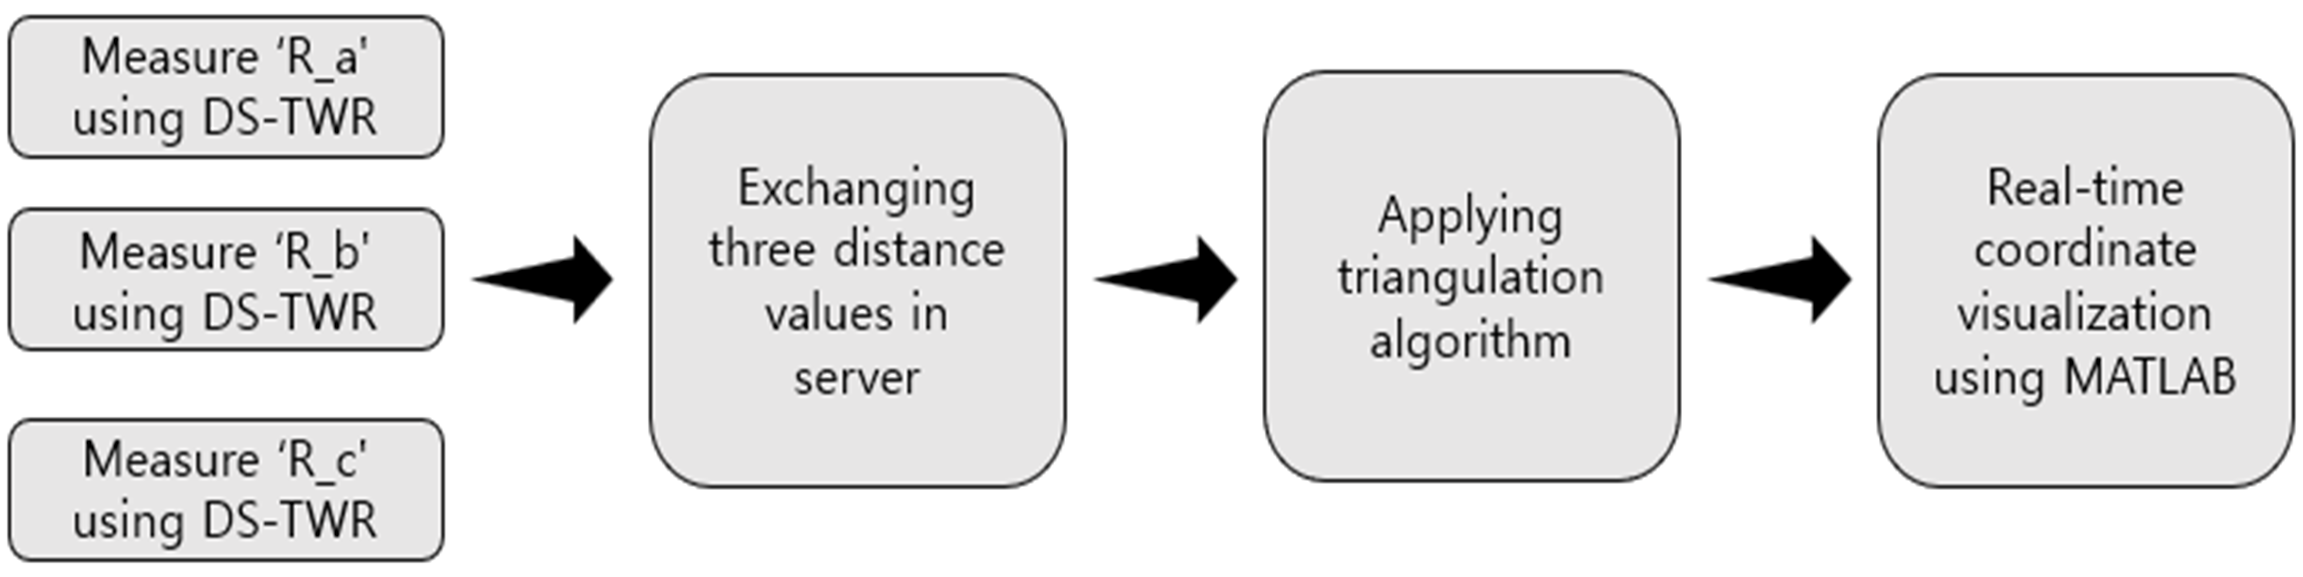 Measure ‘R_a'
using DS-TWR
Measure ‘R_b'
using DS-TWR
Measure ‘R_c'
using DS-TWR
Exchanging
three distance
values in
server
Applying
triangulation
algorithm
Real-time
coordinate
visualization
using MATLAB